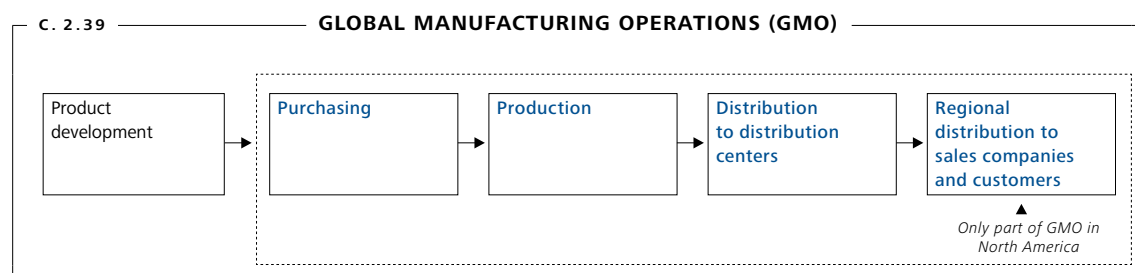 C. 2.39
GLOBAL MANUFACTURING OPERATIONS (GMO)
Product
development
Purchasing
Production
Distribution
to distribution
centers
Regional
distribution to
sales companies
and customers
Only part of GMO in
North America